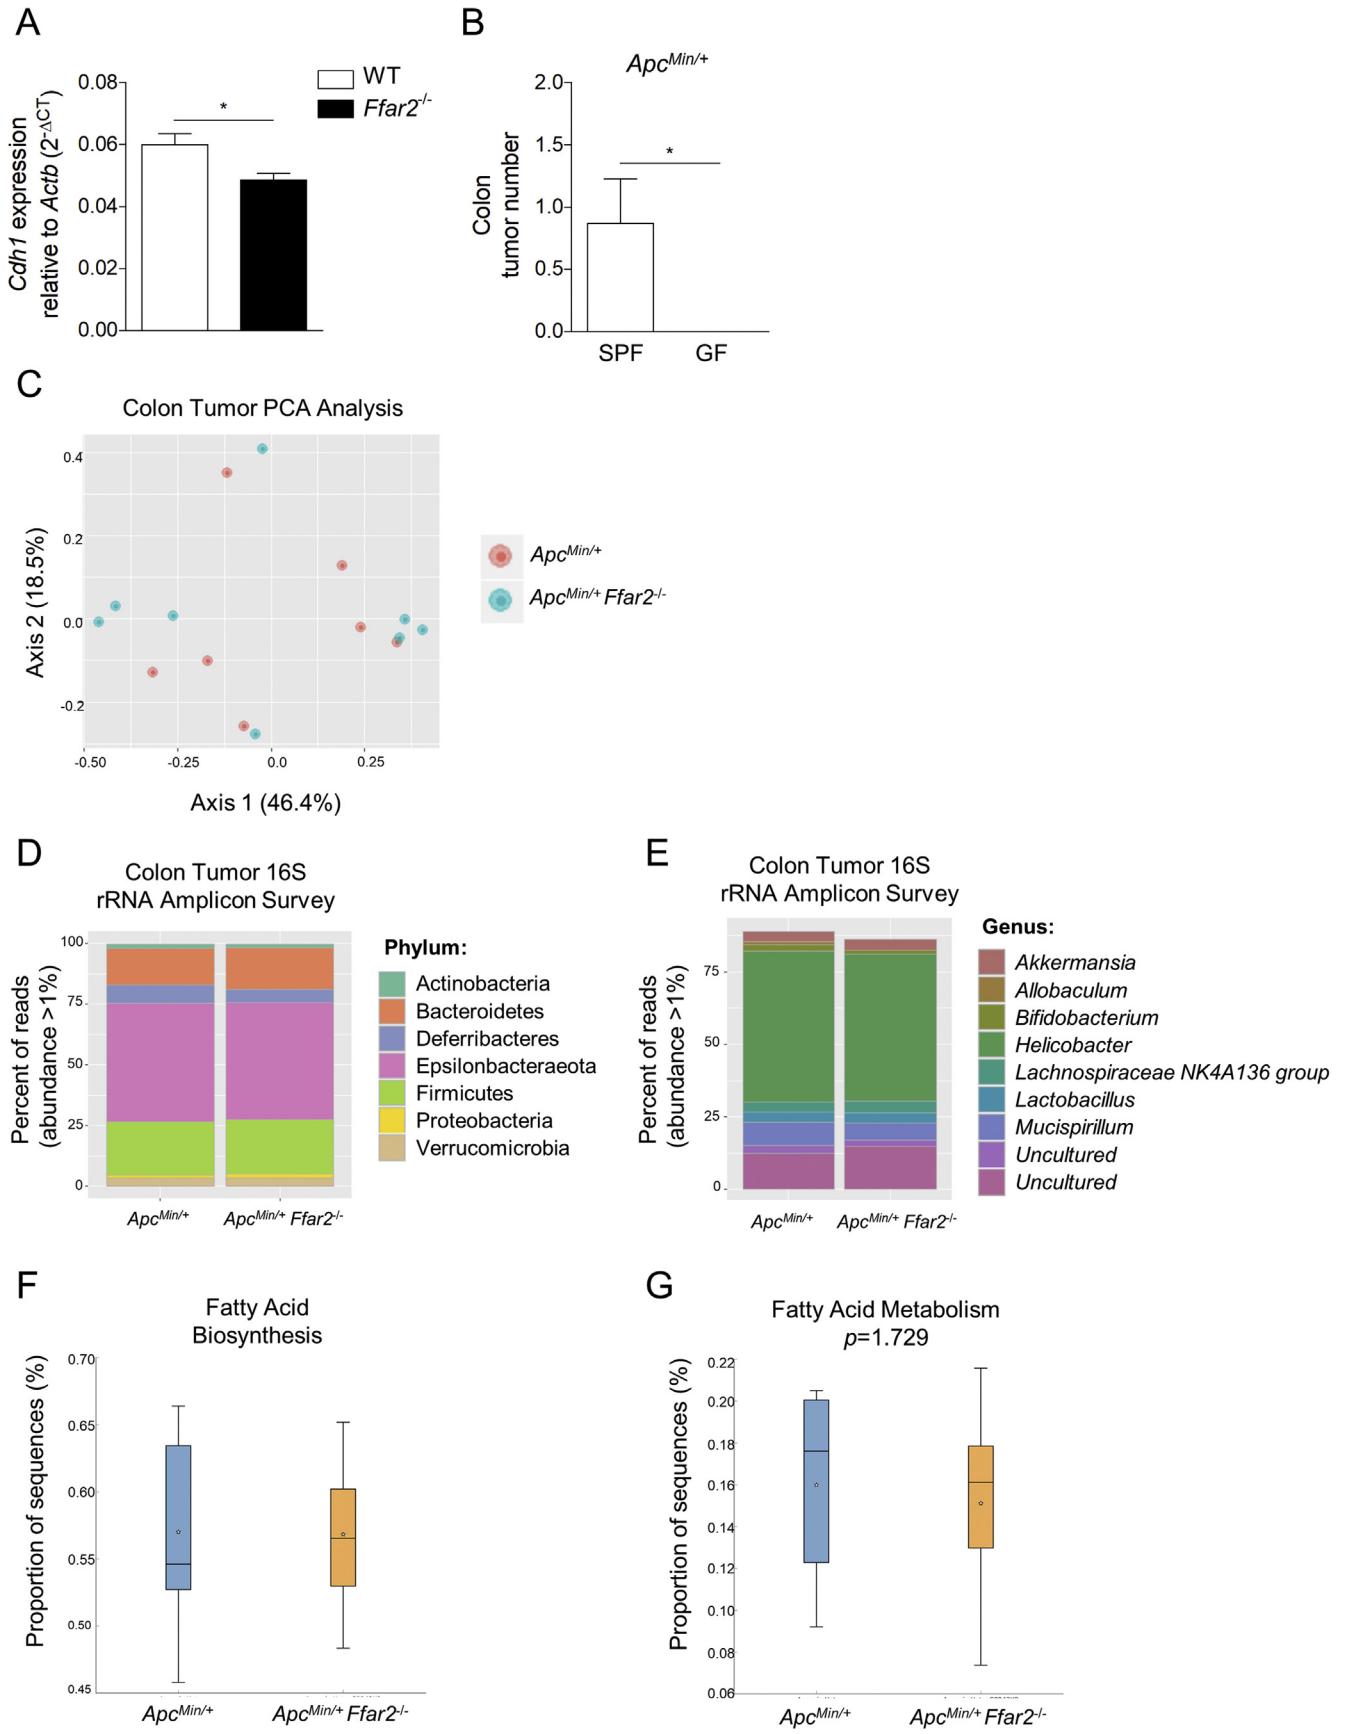 A
WT
Ffar2-/-
Cdh1 expression
relative to Actb (2-ΔCT)
0.08
0.06
0.04
0.02
0.00
*
B
ApcMin/+
Colon
tumor number
2.0
1.5
1.0
0.5
0.0
*
SPF GF
C
Colon Tumor PCA Analysis
Axis 2 (18.5%)
0.4
0.2
0.0
-0.2
-0.50 -0.25 0.0 0.25
Axis 1 (46.4%)
ApcMin/+
ApcMin/+ Ffar2-/-
D
Colon Tumor 16S
rRNA Amplicon Survey
Percent of reads
(abundance >1%)
100
75
50
25
0
ApcMin/+ ApcMin/+ Ffar2-/-
Phylum:
Actinobacteria
Bacteroidetes
Deferribacteres
Epsilonbacteraeota
Firmicutes
Proteobacteria
Verrucomicrobia
E
Colon Tumor 16S
rRNA Amplicon Survey
Percent of reads
(abundance >1%)
75
50
25
0
ApcMin/+ ApcMin/+ Ffar2-/-
Genus:
Akkermansia
Allobaculum
Bifidobacterium
Helicobacter
Lachnospiraceae NK4A136 group
Lactobacillus
Mucispirillum
Uncultured
Uncultured
F
Fatty Acid
Biosynthesis
Proportion of sequences (%)
0.70
0.65
0.60
0.55
0.50
0.45
ApcMin/+ ApcMin/+ Ffar2-/-
G
Fatty Acid Metabolism
p=1.729
Proportion of sequences (%)
0.22
0.20
0.18
0.16
0.14
0.12
0.10
0.08
0.06
ApcMin/+ ApcMin/+ Ffar2-/-